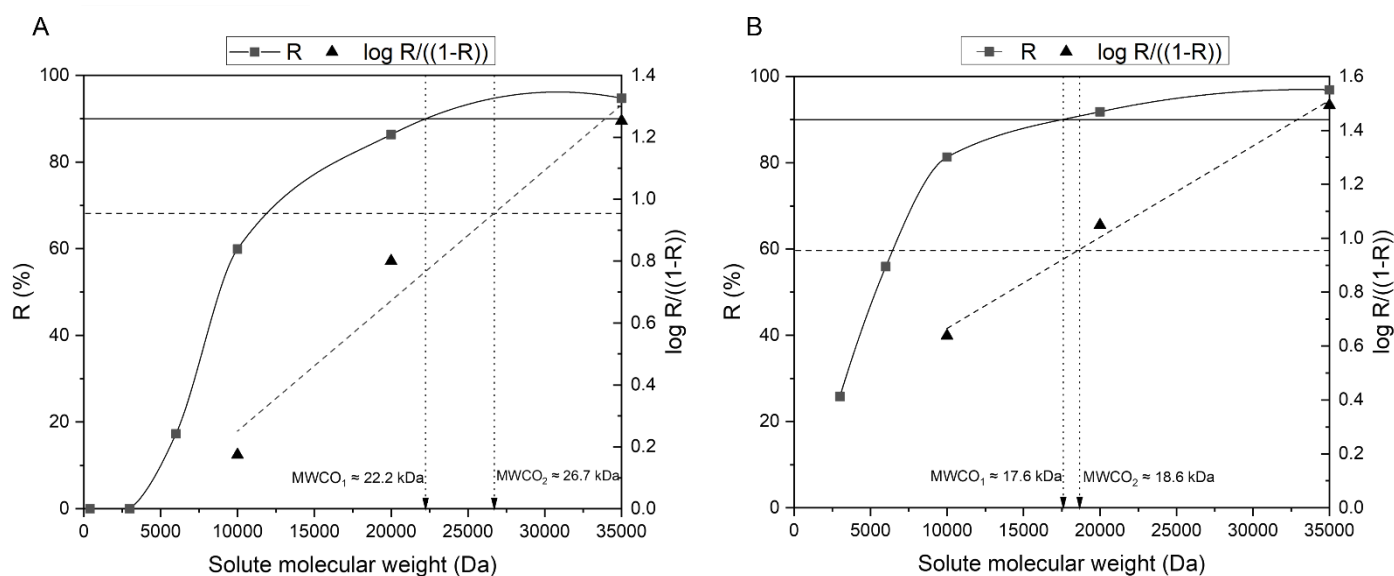 A
R log R/((1-R))
100
80
60
40
20
0
R (%)
1.4
1.2
1.0
0.8
0.6
0.4
0.2
0.0
log R/((1-R))
MWCO₁ ≈ 22.2 kDa
MWCO₂ ≈ 26.7 kDa
0 5000 10000 15000 20000 25000 30000 35000
Solute molecular weight (Da)
B
R log R/((1-R))
100
80
60
40
20
0
R (%)
1.6
1.4
1.2
1.0
0.8
0.6
0.4
0.2
0.0
log R/((1-R))
MWCO₁ ≈ 17.6 kDa
MWCO₂ ≈ 18.6 kDa
0 5000 10000 15000 20000 25000 30000 35000
Solute molecular weight (Da)